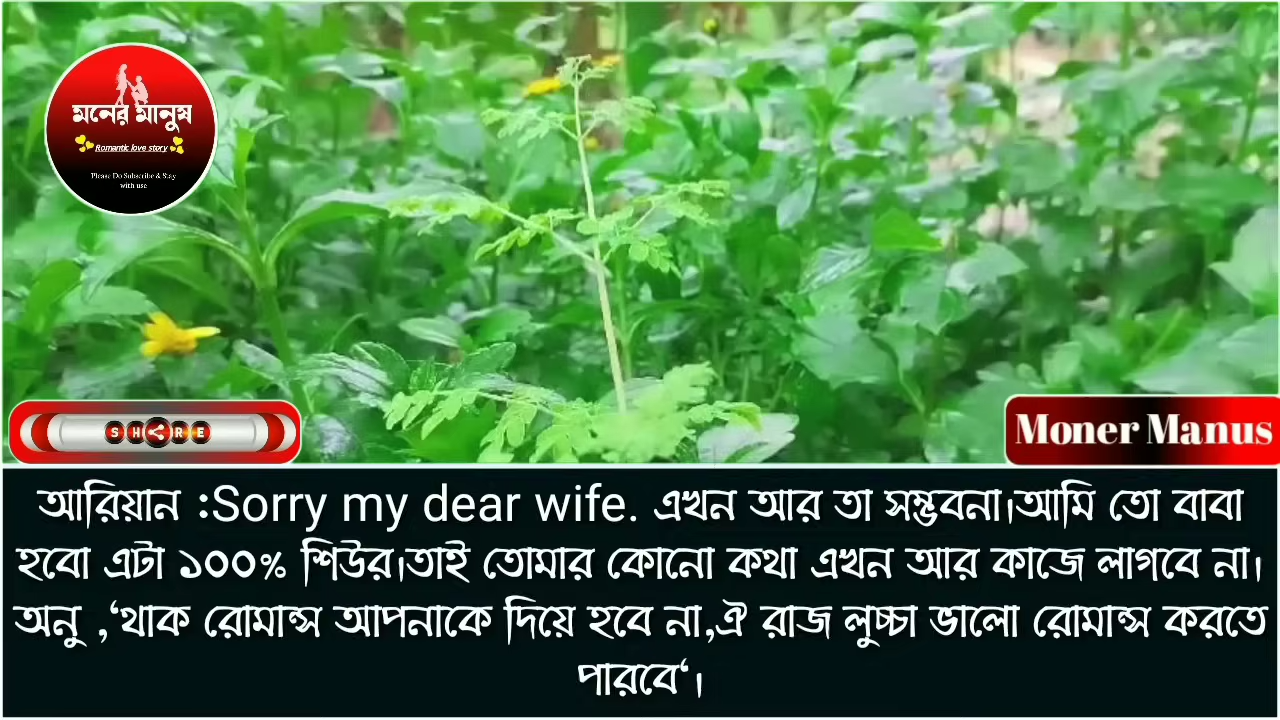 মনের মানুষ
Romantic love story
Please Do Subscribe & Stay
with use
SHARE
Moner Manus
আরিয়ান :Sorry my dear wife. এখন আর তা সম্ভবনা।আমি তো বাবা
হবো এটা ১০০% শিউর।তাই তোমার কোনো কথা এখন আর কাজে লাগবে না।
অনু ,‘থাক রোমান্স আপনাকে দিয়ে হবে না,ঐ রাজ লুচ্চা ভালো রোমান্স করতে
পারবে‘।